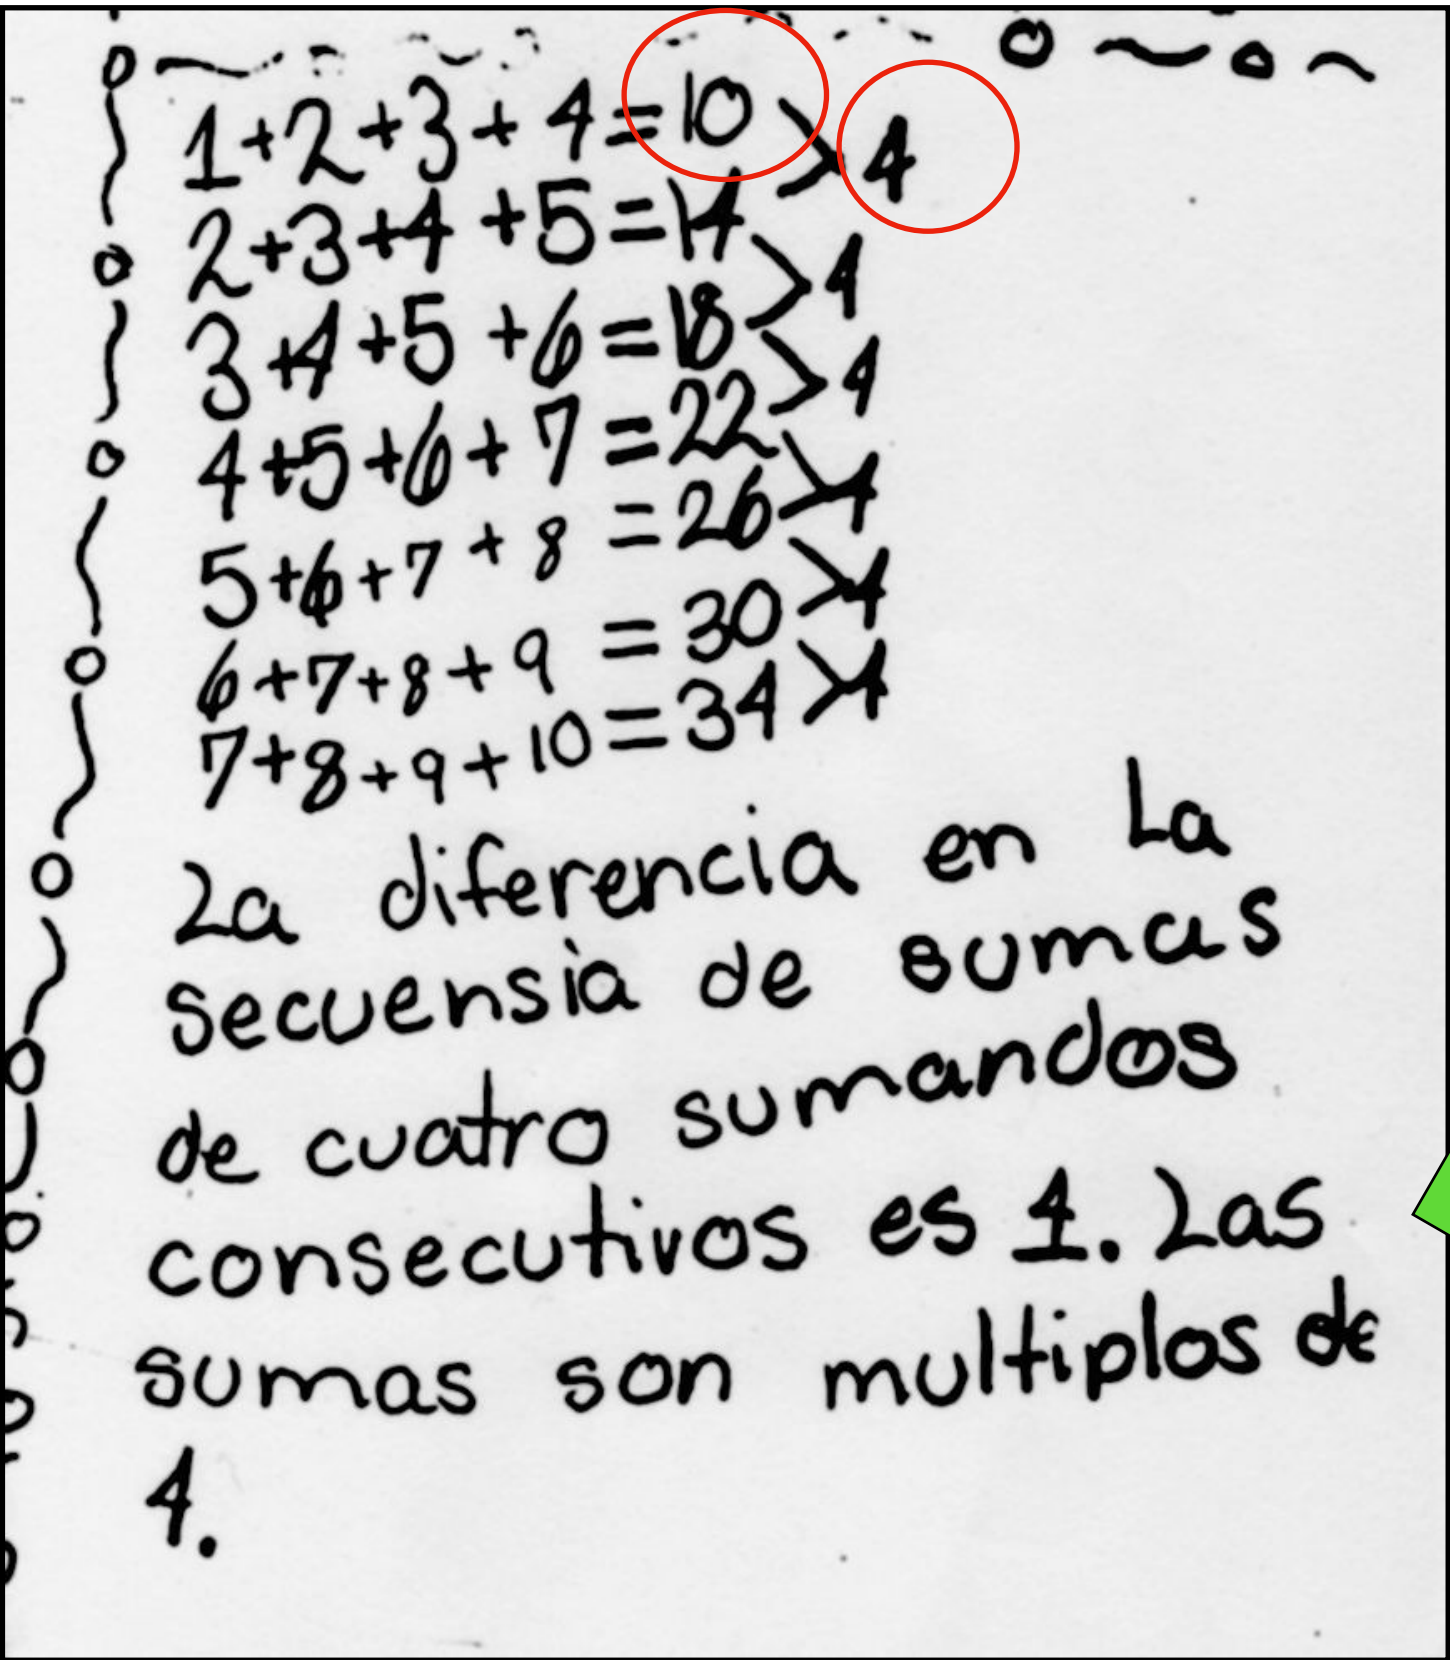 1+2+3+4=10 >4
2+3+4+5=14 >4
3+4+5+6=18 >4
4+5+6+7=22 >4
5+6+7+8=26 >4
6+7+8+9=30 >4
7+8+9+10=34
La diferencia en La
secuensia de sumas
de cuatro sumandos
consecutivos es 4. Las
sumas son multiplos de
4.